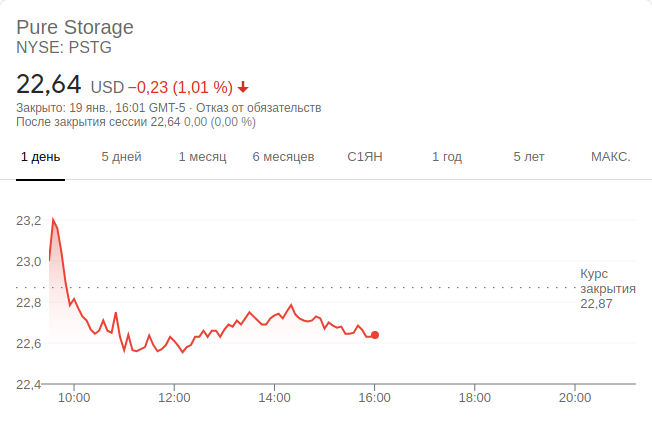 Pure Storage
NYSE: PSTG
22,64 USD −0,23 (1,01 %)
Закрыто: 19 янв., 16:01 GMT-5 · Отказ от обязательств
После закрытия сессии 22,64 0,00 (0,00 %)
1 день 5 дней 1 месяц 6 месяцев С1ЯН 1 год 5 лет МАКС.
23,2
23,0
Курс
закрытия
22,87
22,8
22,6
22,4
10:00 12:00 14:00 16:00 18:00 20:00